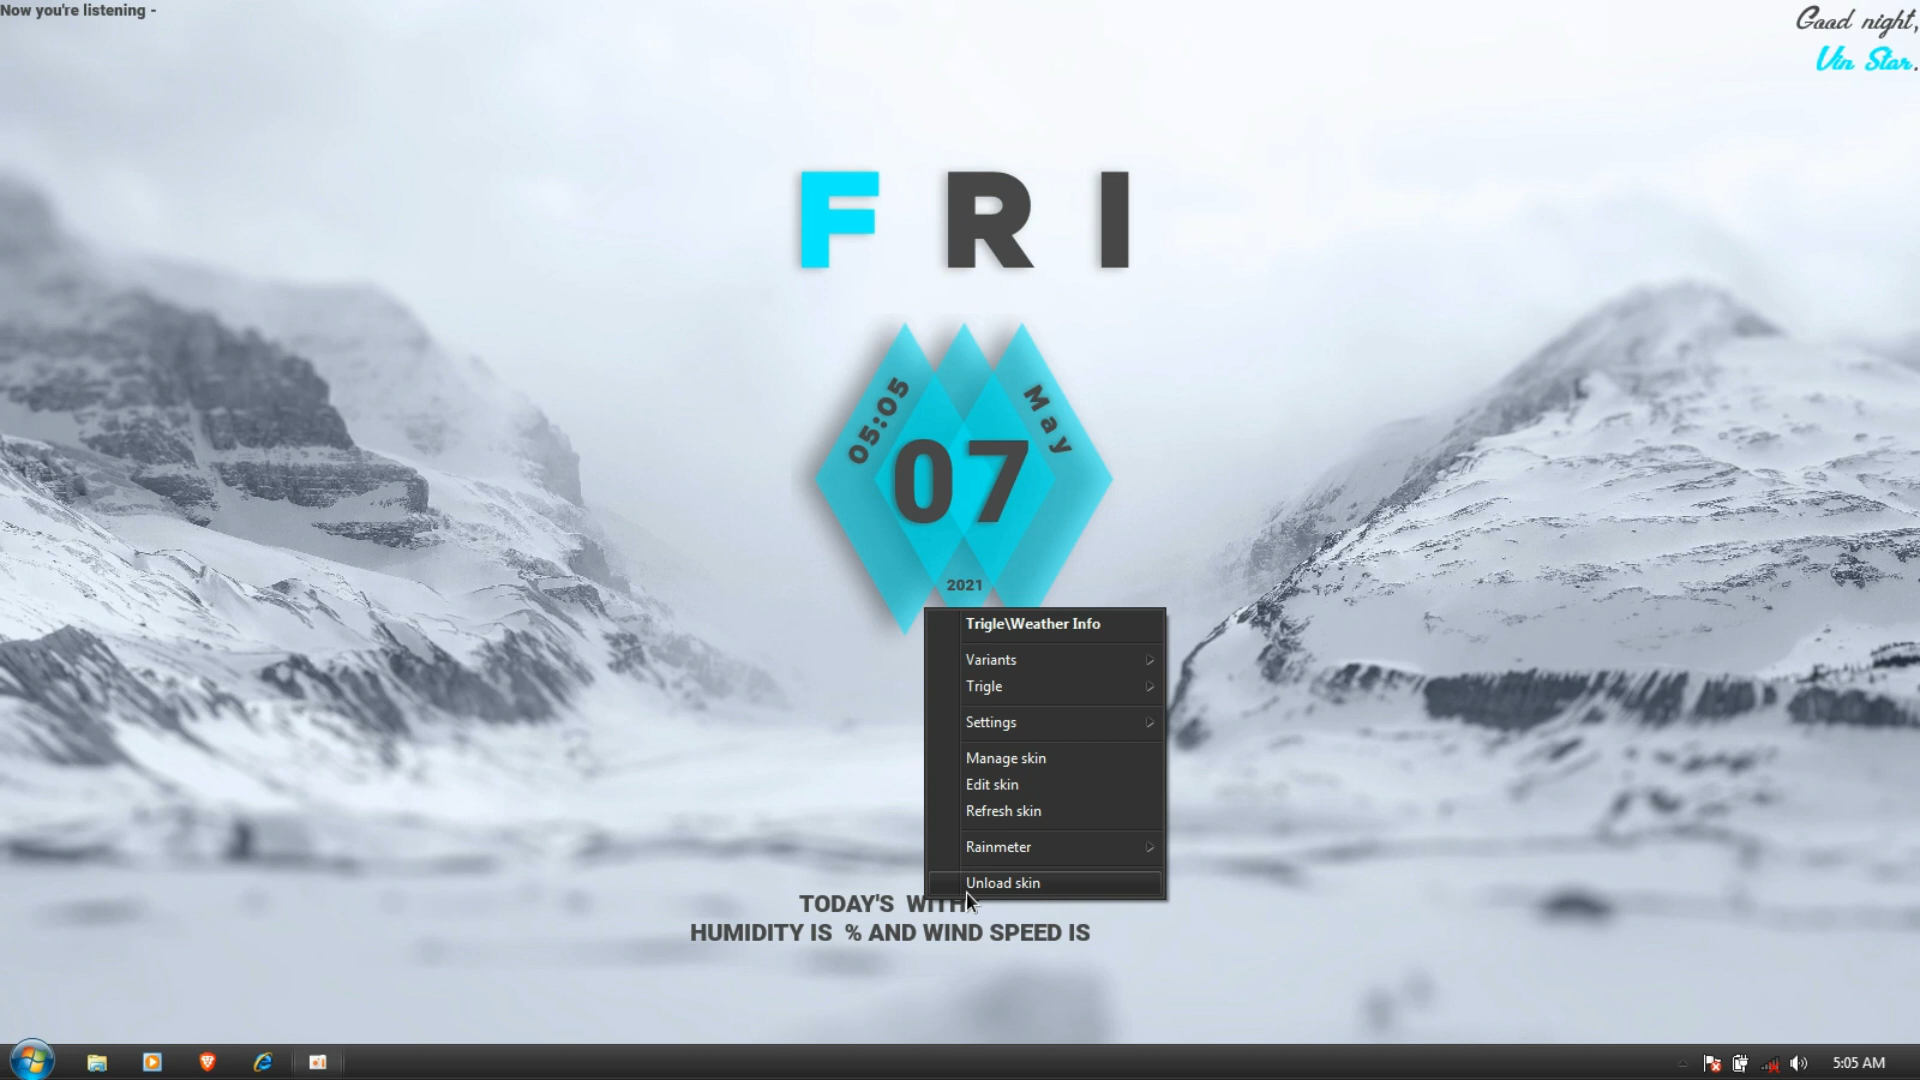 Now you're listening -
Good night,
Vin Star.
F R I
05:05
May
07
2021
Trigle\Weather Info
Variants
Trigle
Settings
Manage skin
Edit skin
Refresh skin
Rainmeter
Unload skin
TODAY'S WITH
HUMIDITY IS % AND WIND SPEED IS
5:05 AM